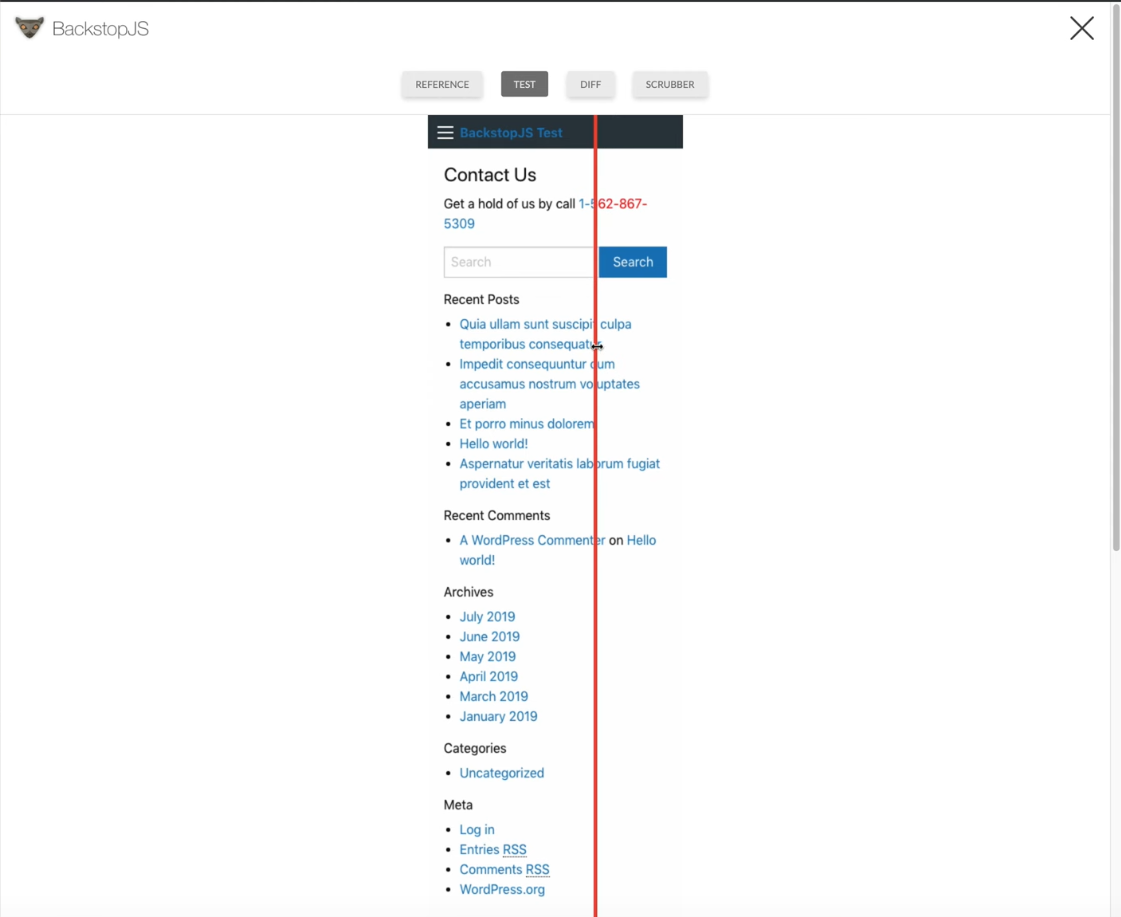 BackstopJS
REFERENCE
TEST
DIFF
SCRUBBER
BackstopJS Test
Contact Us
Get a hold of us by call 1-562-867-
5309
Search
Search
Recent Posts
Quia ullam sunt suscipit culpa
temporibus consequatur
Impedit consequuntur cum
accusamus nostrum voluptates
aperiam
Et porro minus dolorem
Hello world!
Aspernatur veritatis laborum fugiat
provident et est
Recent Comments
A WordPress Commenter on Hello
world!
Archives
July 2019
June 2019
May 2019
April 2019
March 2019
January 2019
Categories
Uncategorized
Meta
Log in
Entries RSS
Comments RSS
WordPress.org